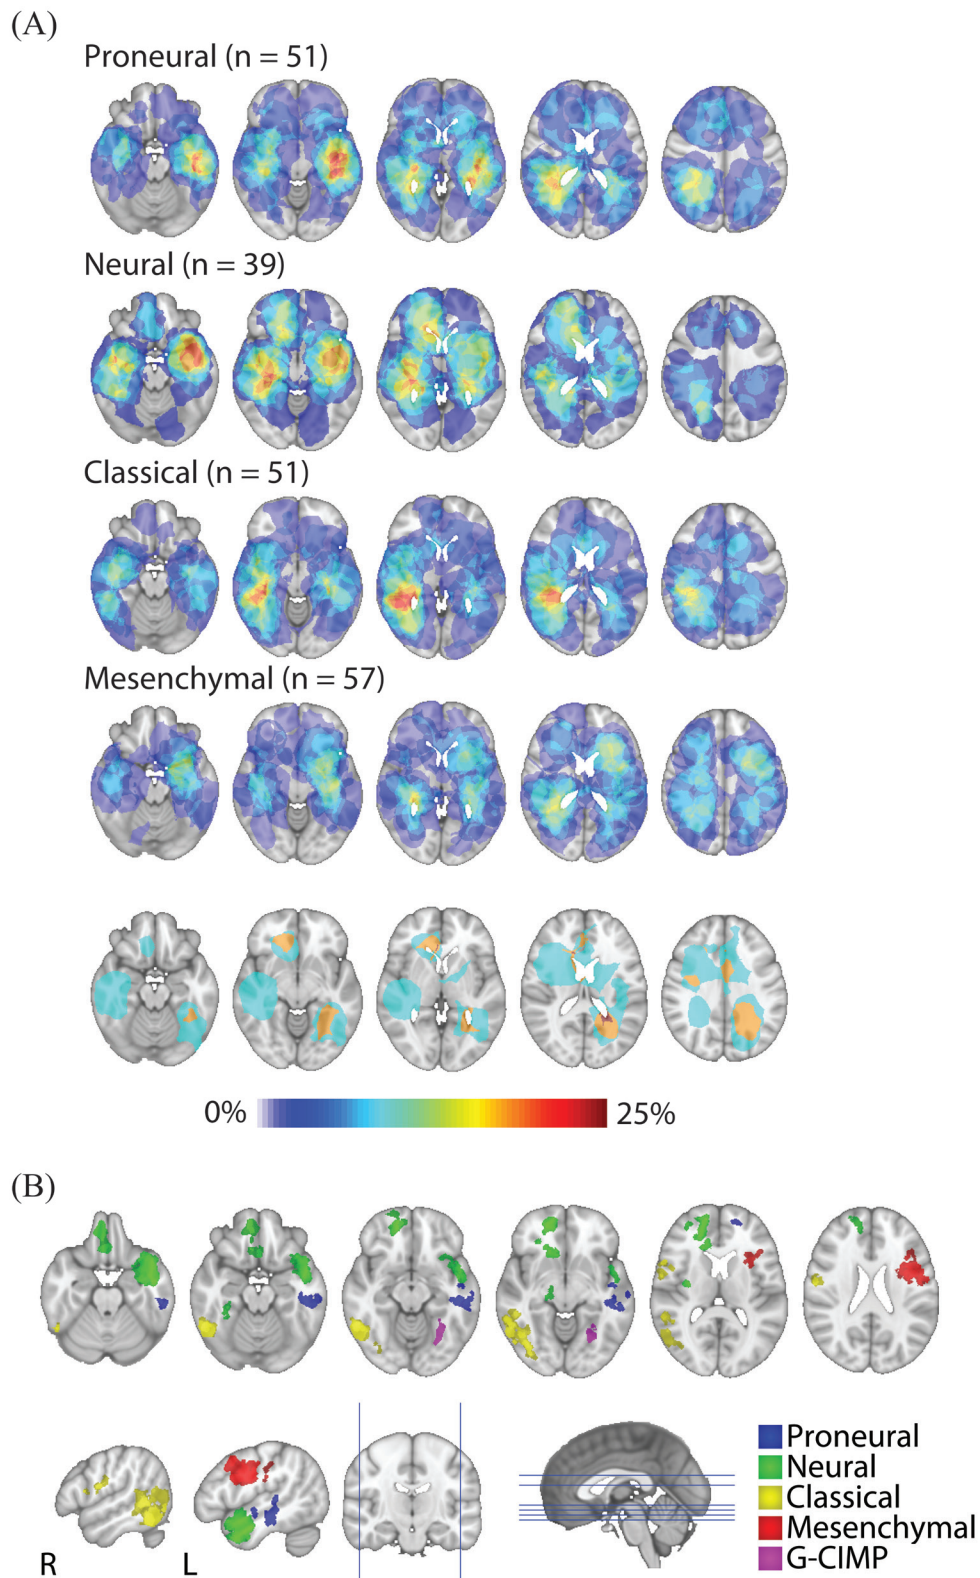 (A)
Proneural (n = 51)
Neural (n = 39)
Classical (n = 51)
Mesenchymal (n = 57)
0% 25%
(B)
Proneural
Neural
Classical
Mesenchymal
G-CIMP
R L